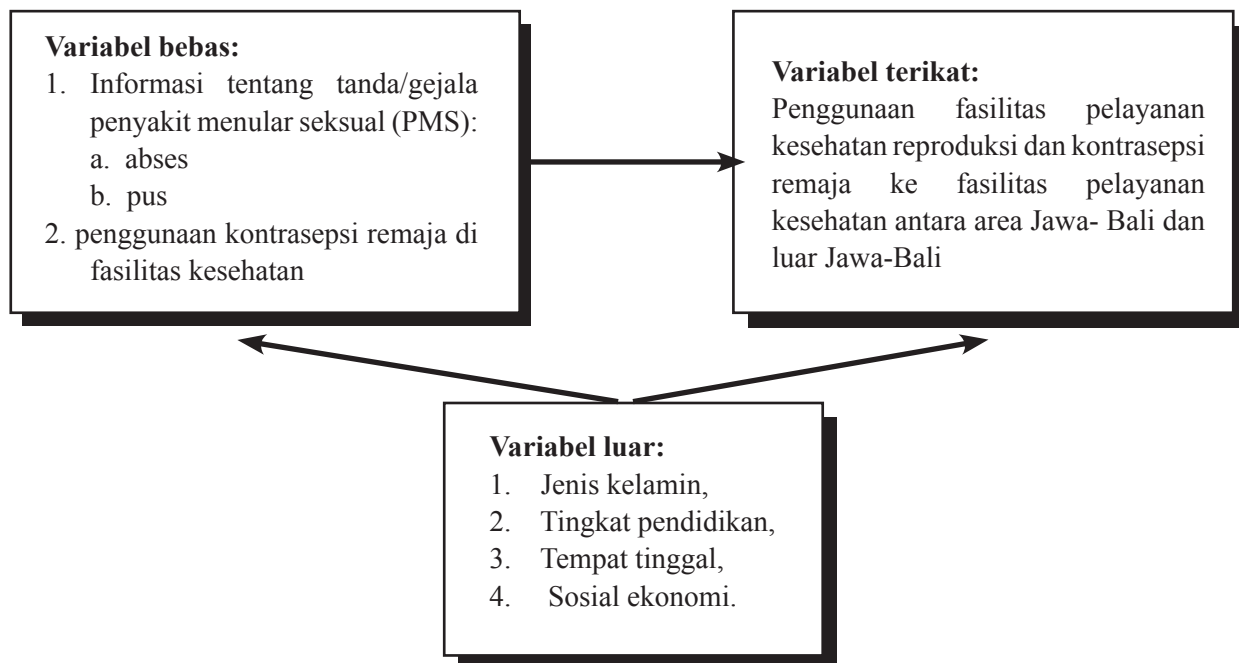 Variabel bebas:
1. Informasi tentang tanda/gejala
penyakit menular seksual (PMS):
a. abses
b. pus
2. penggunaan kontrasepsi remaja di
fasilitas kesehatan
Variabel terikat:
Penggunaan fasilitas pelayanan
kesehatan reproduksi dan kontrasepsi
remaja ke fasilitas pelayanan
kesehatan antara area Jawa- Bali dan
luar Jawa-Bali
Variabel luar:
1. Jenis kelamin,
2. Tingkat pendidikan,
3. Tempat tinggal,
4. Sosial ekonomi.